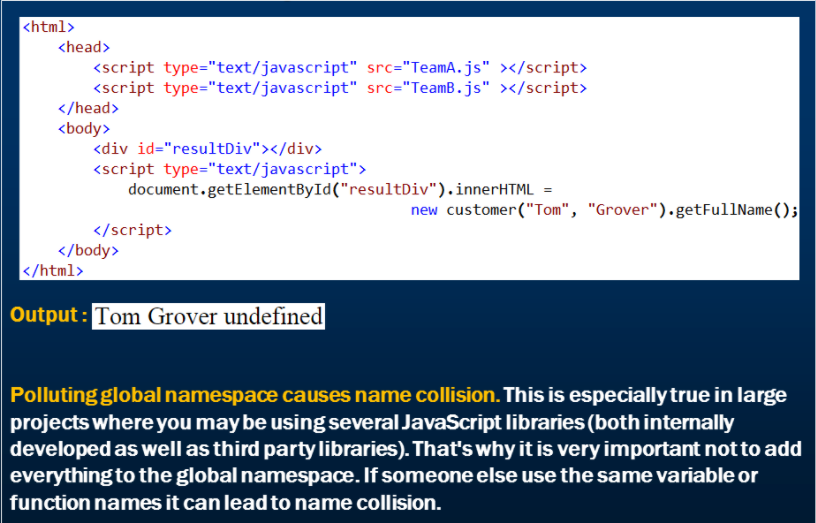 <html>
<head>
<script type="text/javascript" src="TeamA.js" ></script>
<script type="text/javascript" src="TeamB.js" ></script>
</head>
<body>
<div id="resultDiv"></div>
<script type="text/javascript">
document.getElementById("resultDiv").innerHTML =
new customer("Tom", "Grover").getFullName();
</script>
</body>
</html>
Output : Tom Grover undefined
Polluting global namespace causes name collision. This is especially true in large
projects where you may be using several JavaScript libraries (both internally
developed as well as third party libraries). That's why it is very important not to add
everything to the global namespace. If someone else use the same variable or
function names it can lead to name collision.